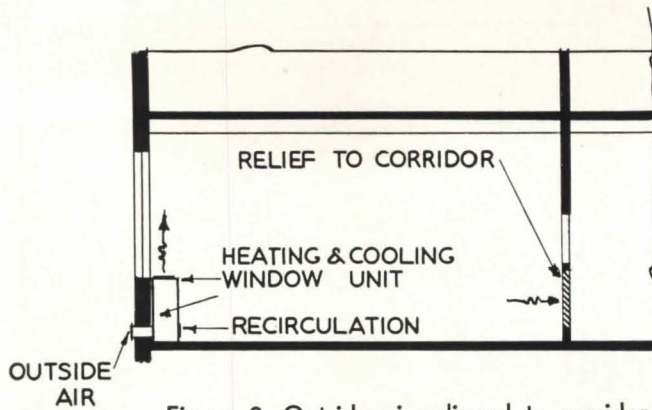 RELIEF TO CORRIDOR
HEATING & COOLING
WINDOW UNIT
RECIRCULATION
OUTSIDE
AIR